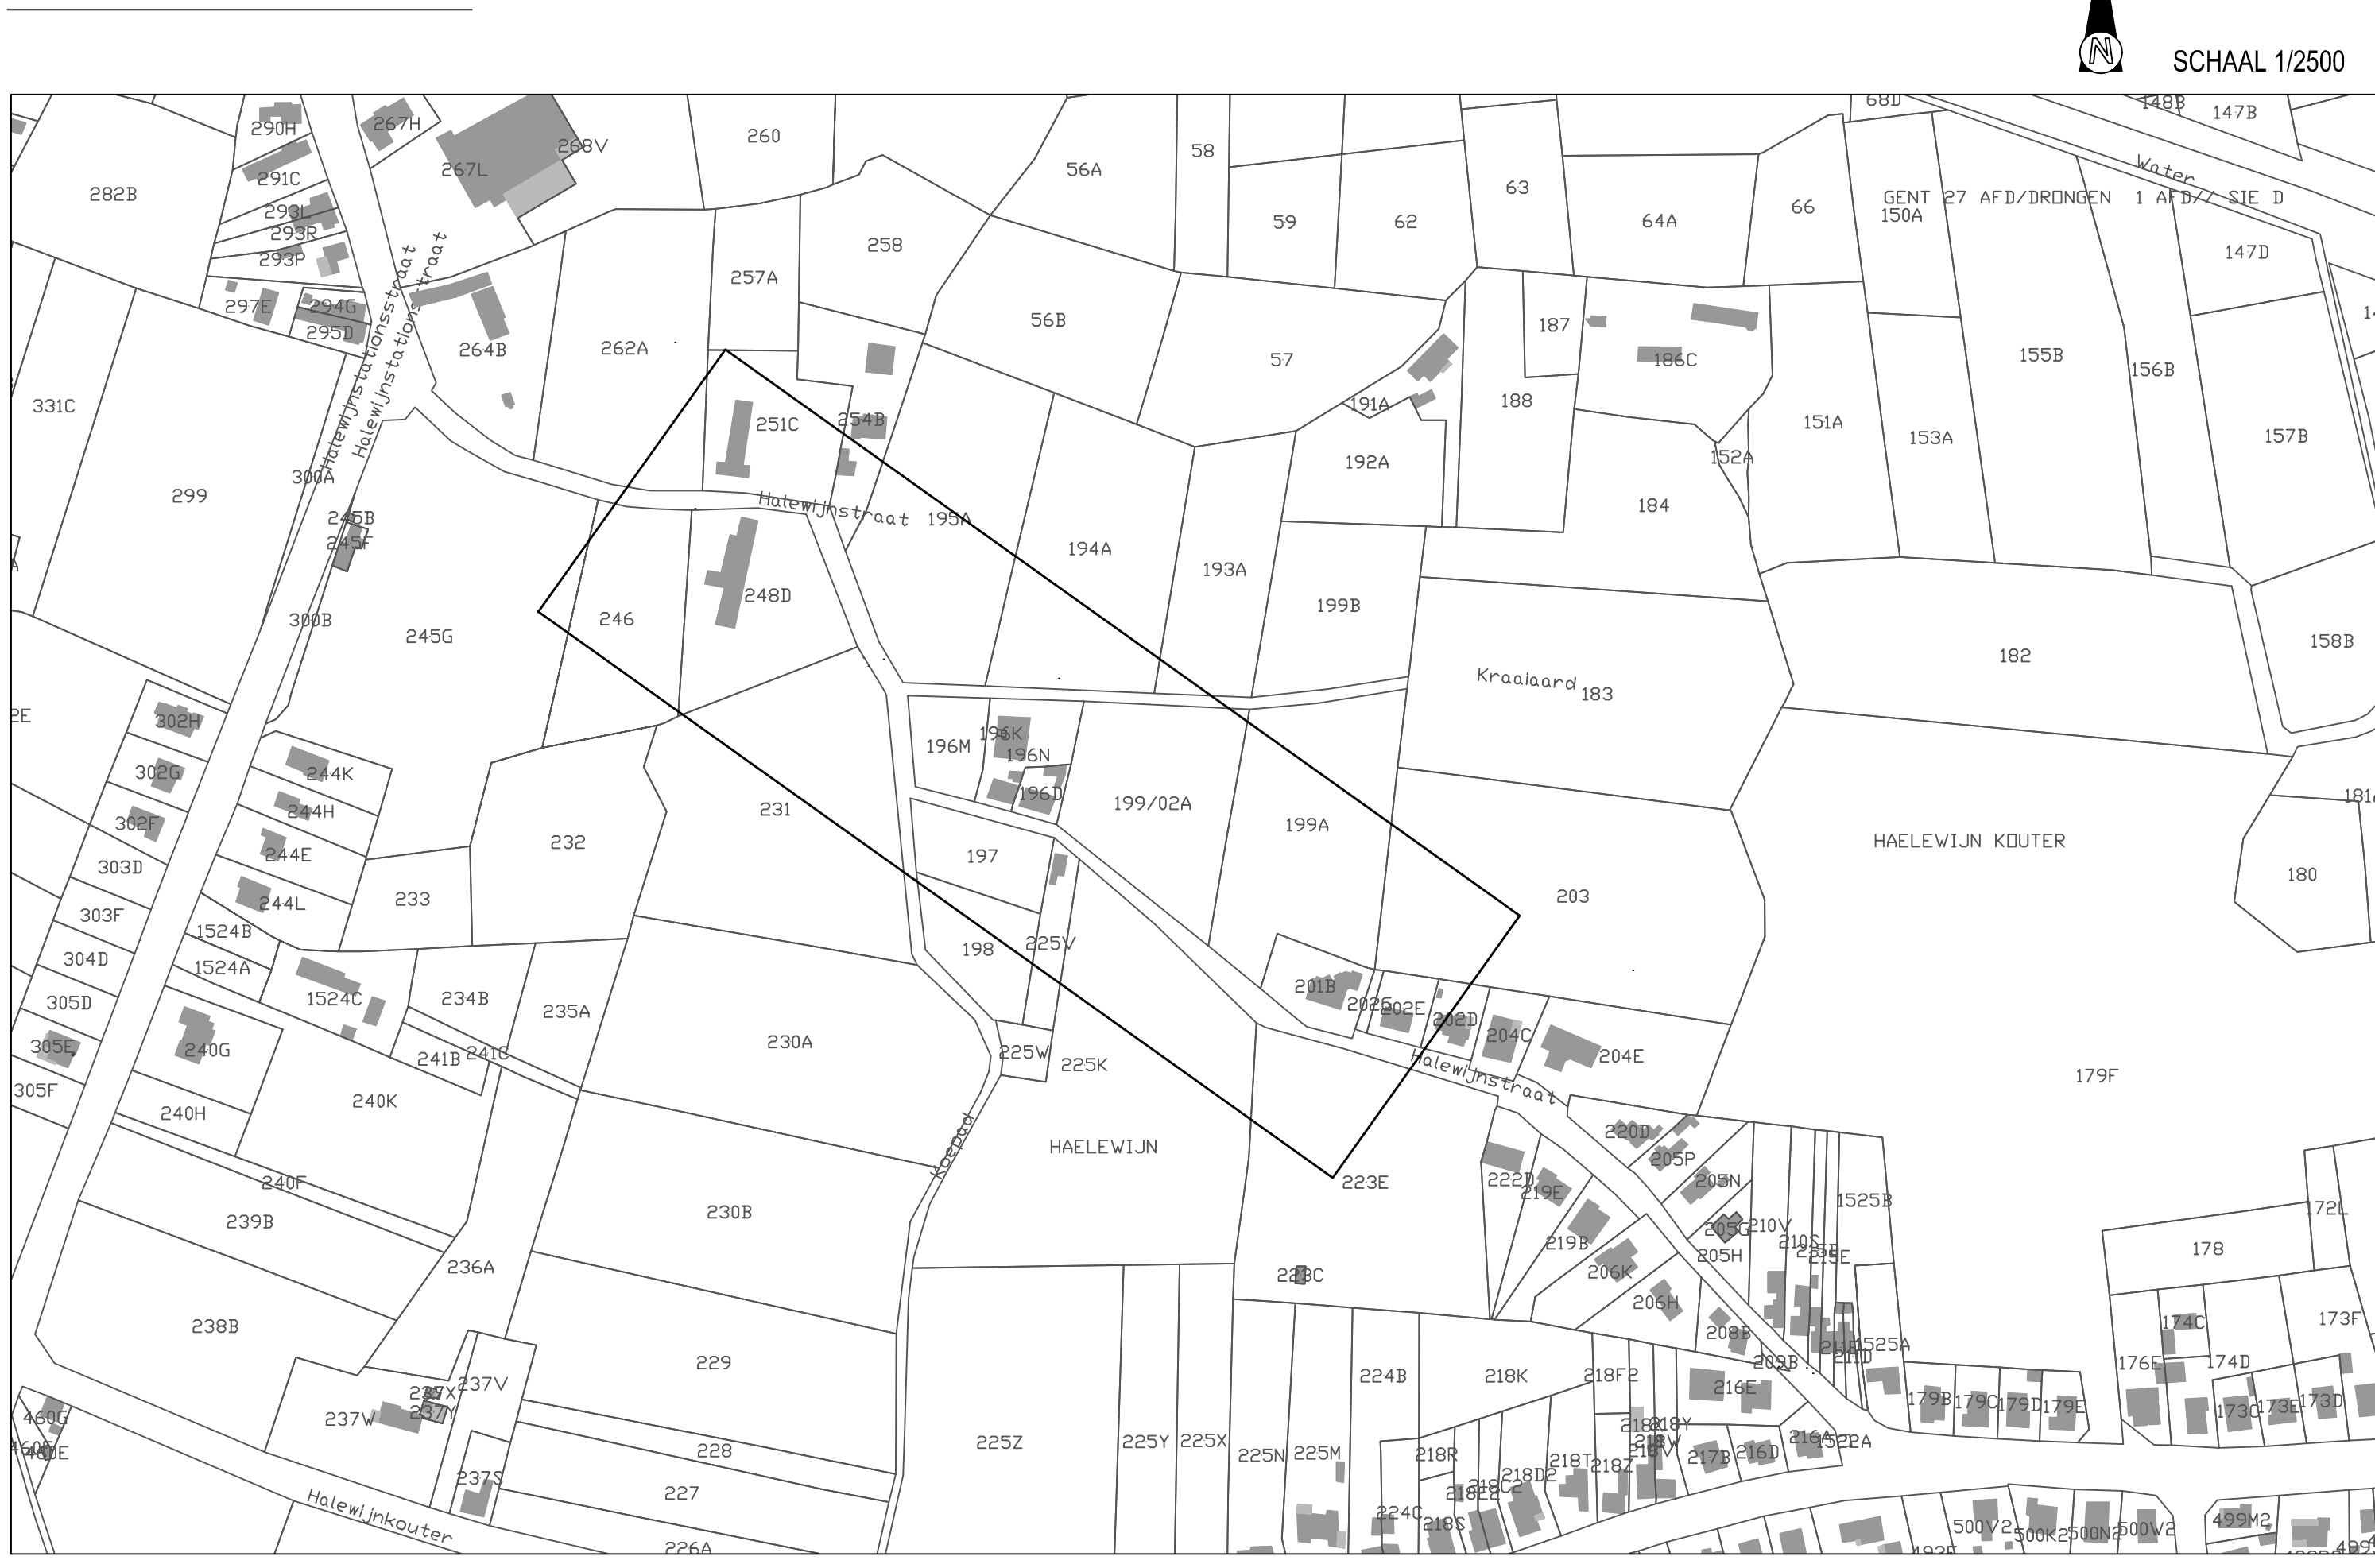 SCHAAL 1/2500
N
290H
267H
268V
260
56A
58
63
68D
148B
147B
Water
282B
291C
267L
59
62
64A
66
GENT 27 AFD/DRONGEN 1 AFD// SIE D
150A
293L
293R
293P
258
147D
257A
297E
294G
295D
Halewijnstationsstraat
Halewijnstationsstraat
264B
262A
56B
57
187
186C
155B
156B
331C
251C
254B
191A
188
151A
153A
157B
299
300A
192A
152A
184
Halewijnstraat
195A
245B
245F
194A
193A
300B
245G
246
248D
199B
182
158B
Kraaiaard
183
302H
196M
196K
196N
302G
244K
196D
199/02A
302F
244H
231
199A
HAELEWIJN KOUTER
303D
244E
232
197
180
303F
244L
233
203
1524B
304D
1524A
198
225V
305D
1524C
234B
235A
201B
202G
202E
202D
204C
204E
305E
240G
241B
241C
230A
225W
225K
Halewijnstraat
179F
305F
240H
240K
Koepad
HAELEWIJN
220D
205P
205N
240F
223E
222D
219E
1525B
239B
230B
205G
210V
172L
219B
205H
210S
215E
178
236A
223C
206K
206H
238B
208B
174C
173F
229
211D
1525A
209B
176E
174D
237X
237V
237Y
224B
218K
218F2
216E
237W
460G
179B
179C
179D
179E
173C
173E
173D
460E
228
225Z
225Y
225X
225N
225M
218R
218X
218Y
218W
217B
216D
216A
1522A
237S
218T
218Z
218D2
218C2
218E2
227
Halewijnkouter
224C
218S
226A
500V2
500K2
500N2
500W2
499M2